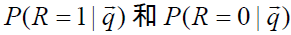 P(R = 1 | q⃗) 和 P(R = 0 | q⃗)